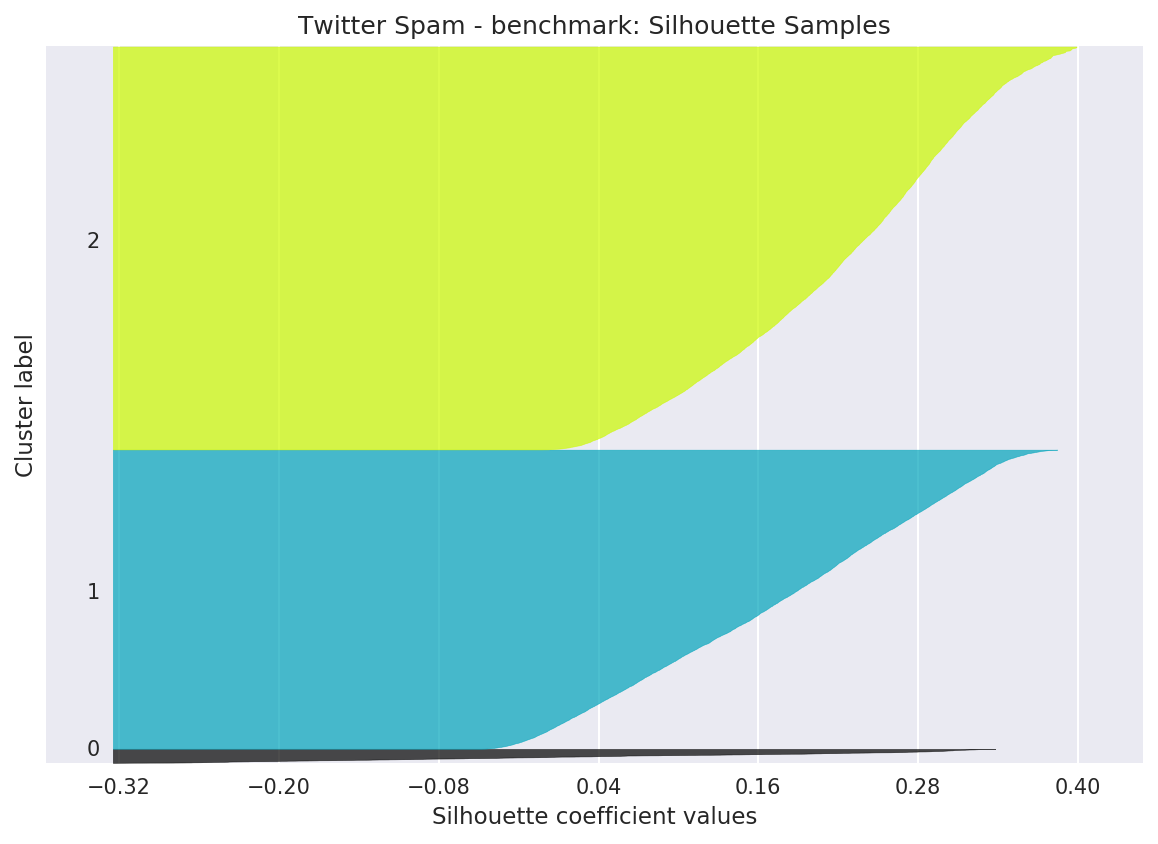 Twitter Spam - benchmark: Silhouette Samples
2
1
0
Cluster label
−0.32 −0.20 −0.08 0.04 0.16 0.28 0.40
Silhouette coefficient values